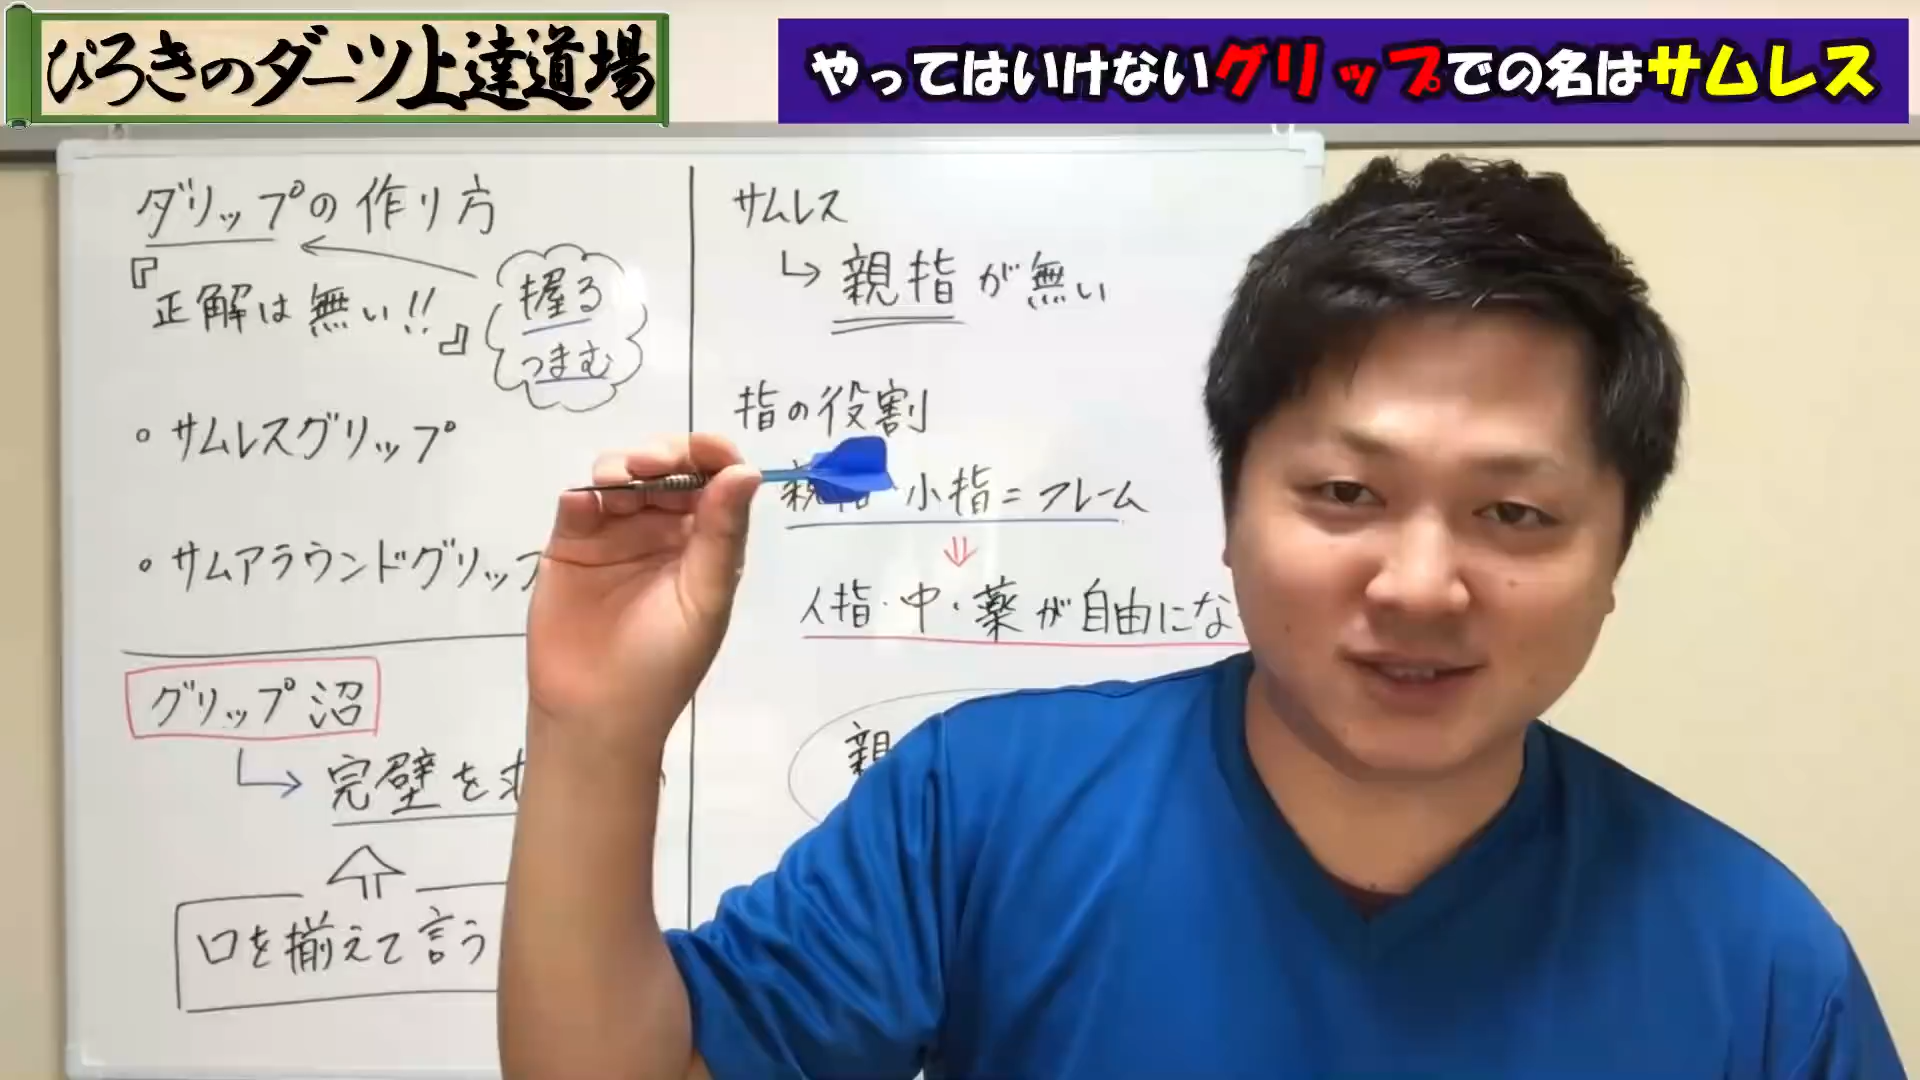 ぴろきのダーツ上達道場
やってはいけないグリップでの名はサムレス
グリップの作り方
『正解は無い!!』
握る
つまむ
・サムレスグリップ
・サムアラウンドグリップ
グリップ沼
完璧を
口を揃えて言う
サムレス
親指が無い
指の役割
小指=フレーム
人指・中・薬が自由にな
親